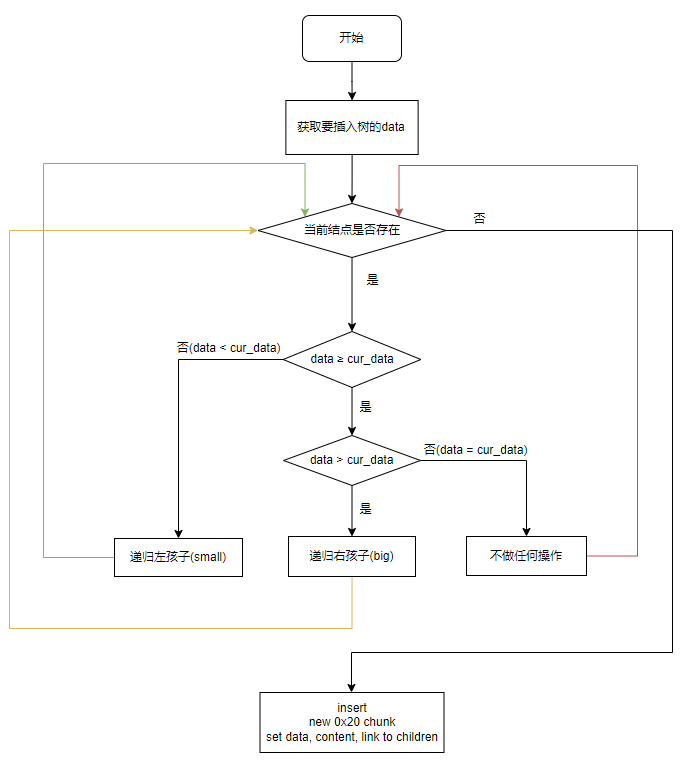 开始
获取要插入树的data
当前结点是否存在
否
是
否(data < cur_data)
data ≥ cur_data
是
data > cur_data
否(data = cur_data)
是
递归左孩子(small)
递归右孩子(big)
不做任何操作
insert
new 0x20 chunk
set data, content, link to children